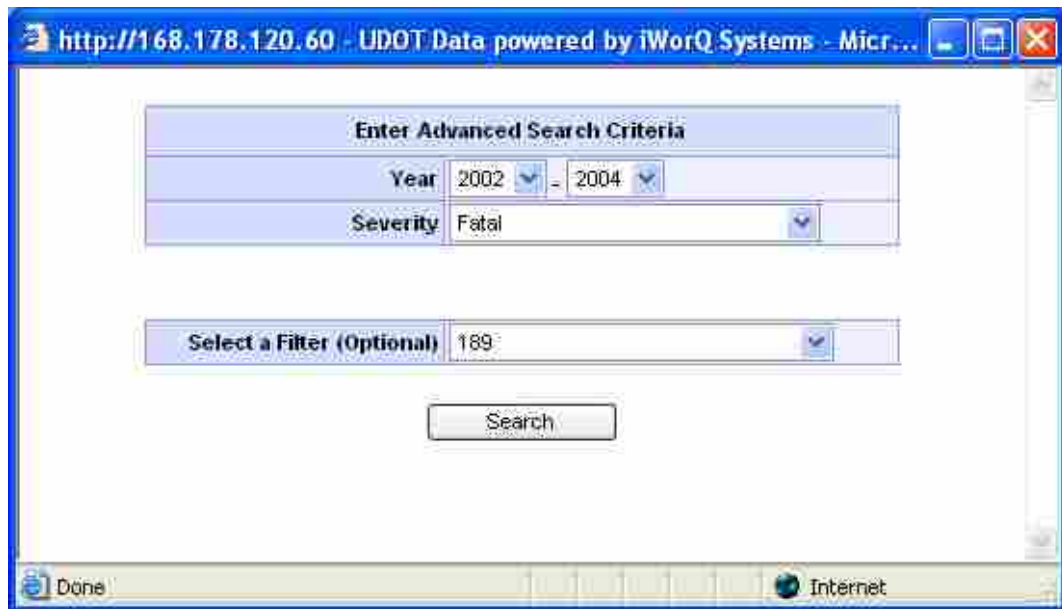 http://168.178.120.60 - UDOT Data powered by iWorQ Systems - Micr...
Enter Advanced Search Criteria
Year 2002 - 2004
Severity Fatal
Select a Filter (Optional) 189
Search
Done Internet